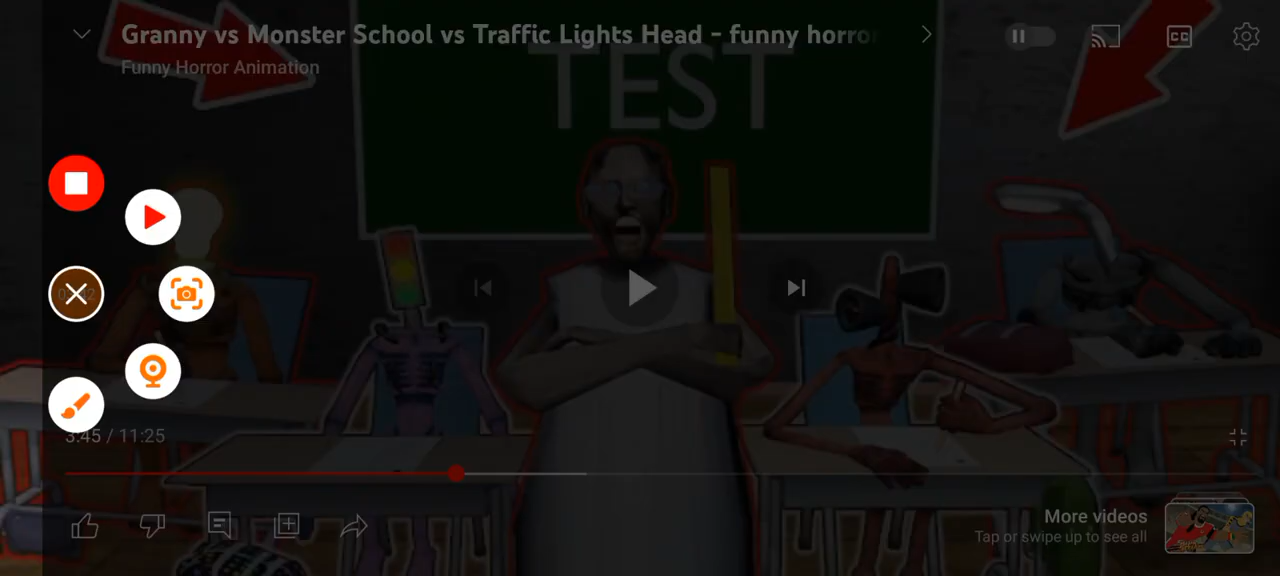 Granny vs Monster School vs Traffic Lights Head - funny horro
Funny Horror Animation
TEST
CC
3:45 / 11:25
More videos
Tap or swipe up to see all